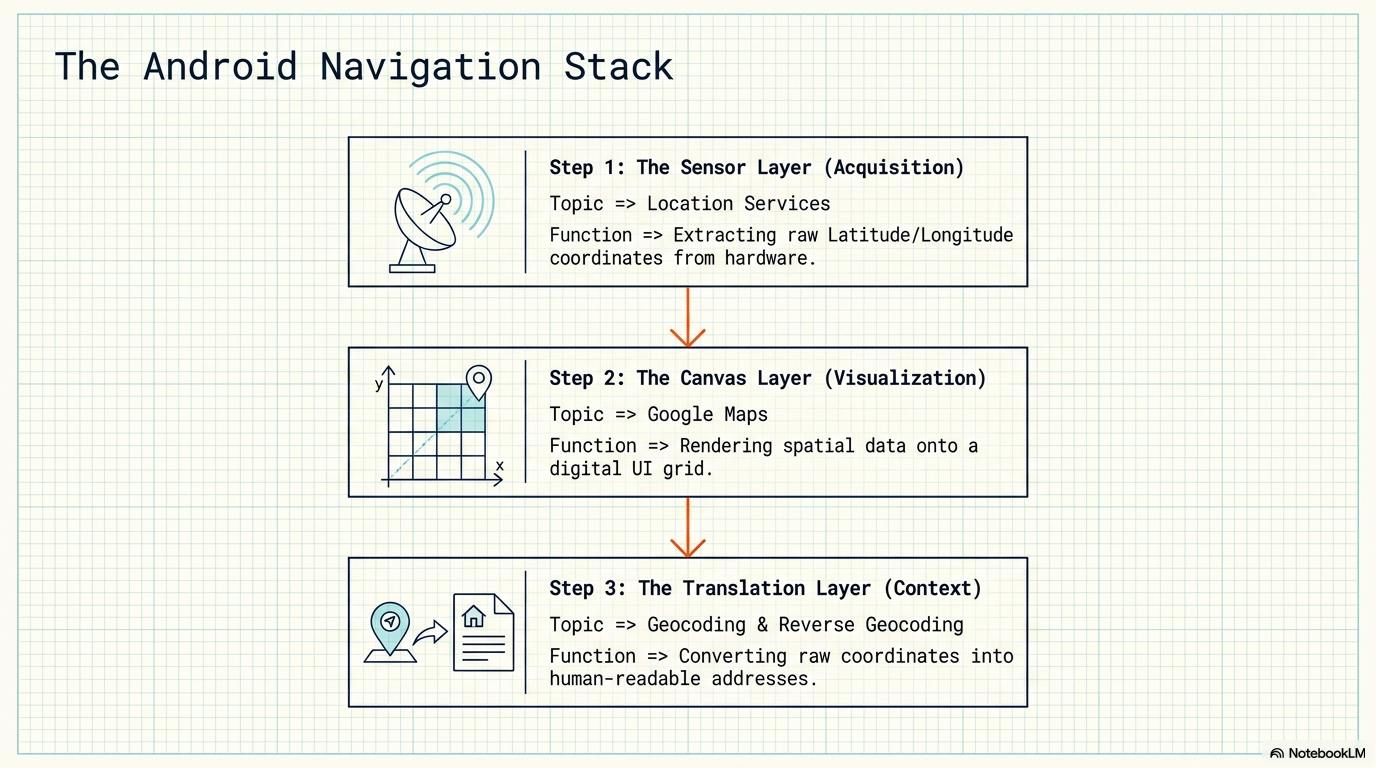 The Android Navigation Stack
Step 1: The Sensor Layer (Acquisition)
Topic => Location Services
Function => Extracting raw Latitude/Longitude
coordinates from hardware.
y
x
Step 2: The Canvas Layer (Visualization)
Topic => Google Maps
Function => Rendering spatial data onto a
digital UI grid.
Step 3: The Translation Layer (Context)
Topic => Geocoding & Reverse Geocoding
Function => Converting raw coordinates into
human-readable addresses.
NotebookLM